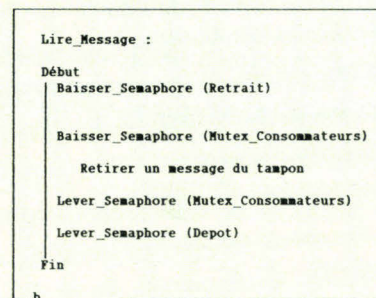 Lire_Message :
Début
Baisser_Semaphore (Retrait)
Baisser_Semaphore (Mutex_Consommateurs)
Retirer un message du tampon
Lever_Semaphore (Mutex_Consommateurs)
Lever_Semaphore (Depot)
Fin
b